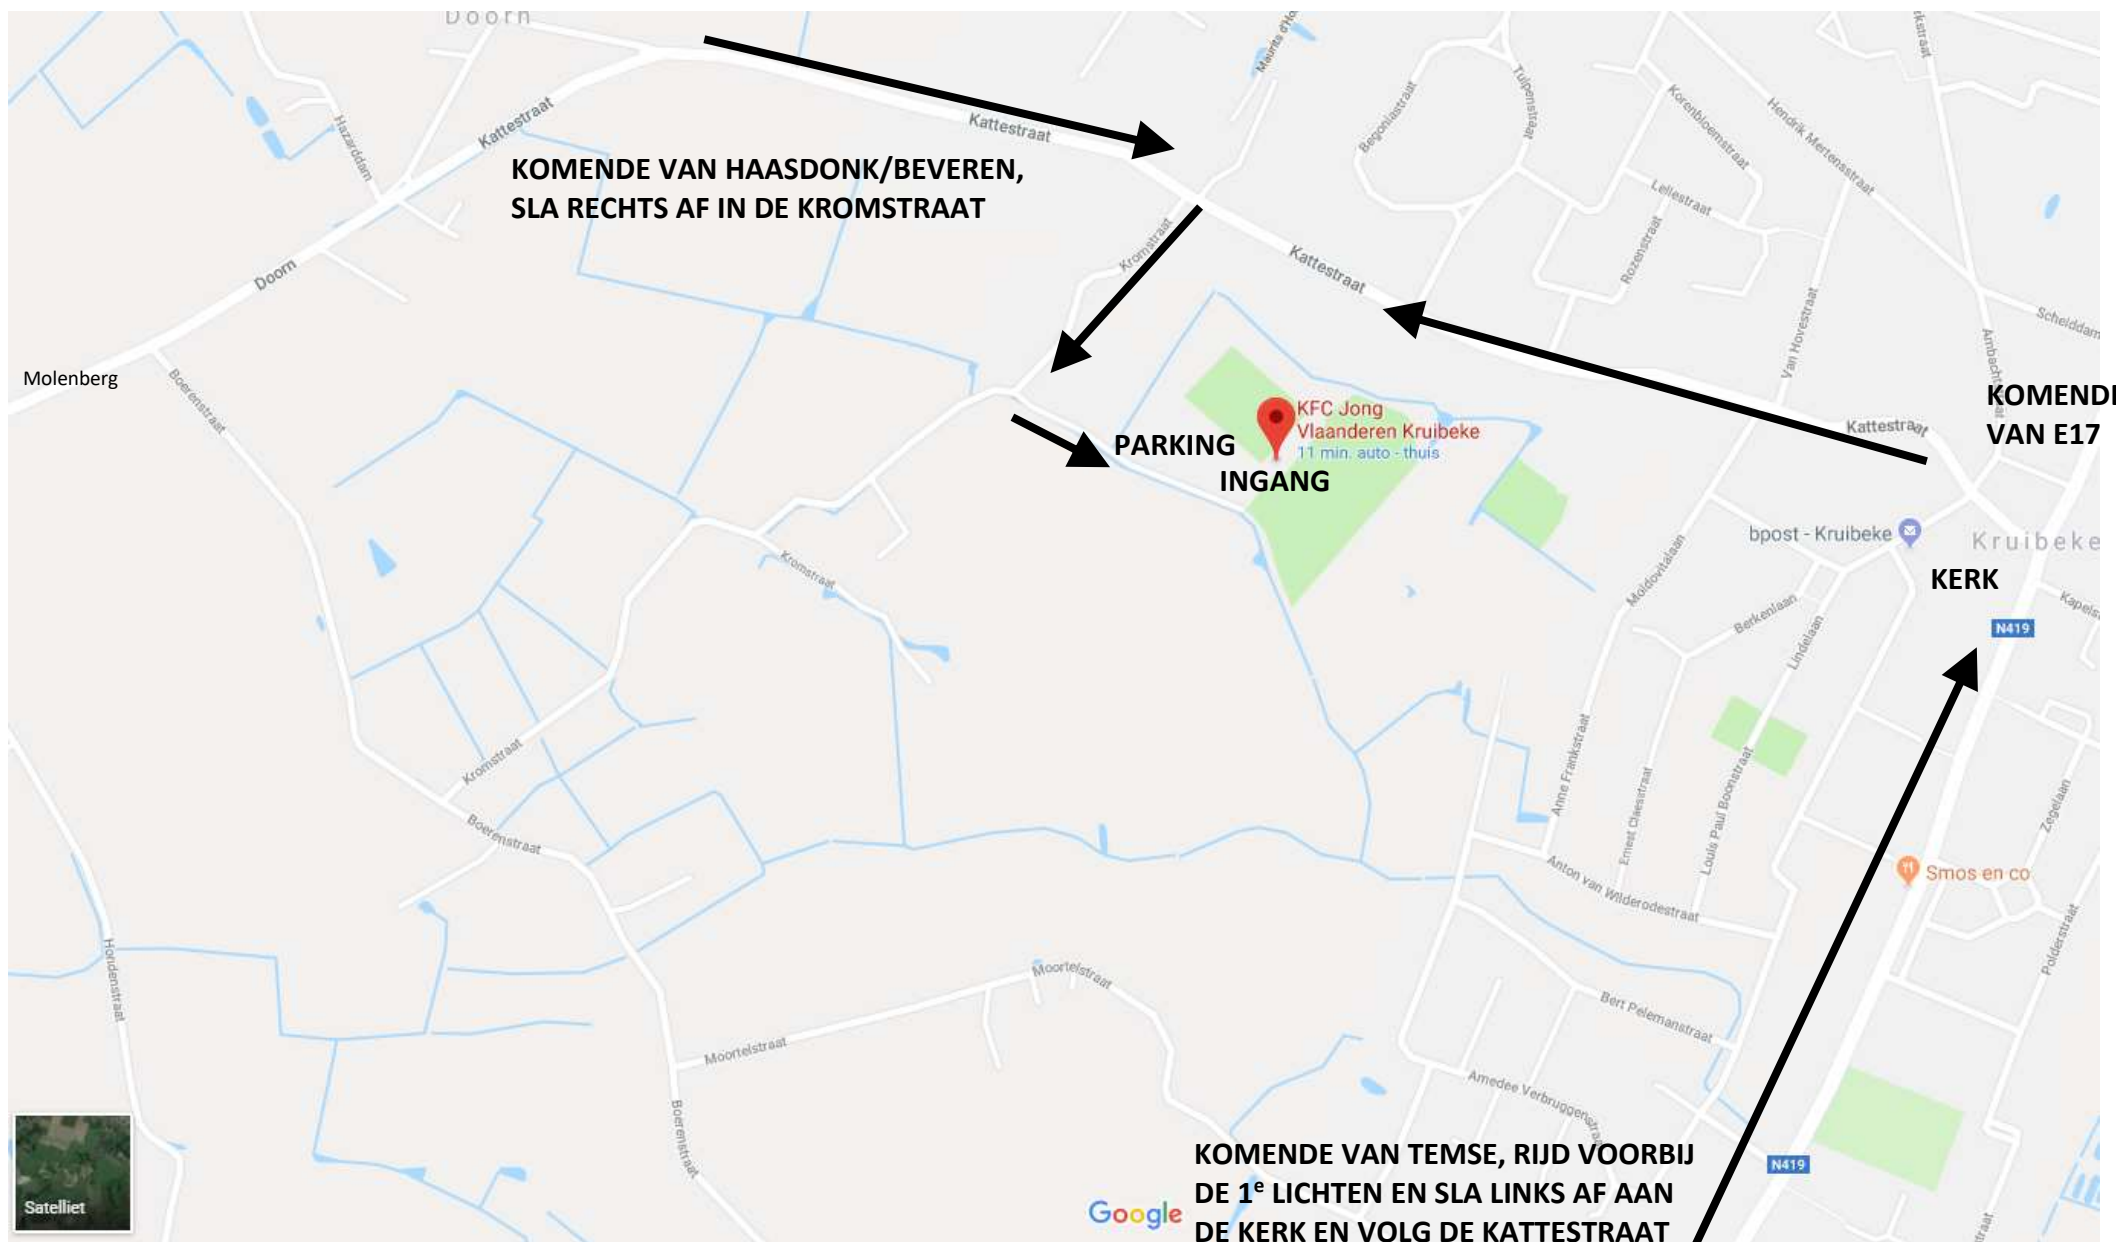 Doorn
Maurits d'Ho
Kattestraat
Hazarddam
Kattestraat
KOMENDE VAN HAASDONK/BEVEREN,
SLA RECHTS AF IN DE KROMSTRAAT
Begoniastraat
Tulpenstraat
Korenbloemstraat
Hendrik Mertensstraat
Lellestraat
Rozenstraat
Kromstraat
Kattestraat
Doorn
Van Hovestraat
Schelddam
Molenberg
Boerenstraat
KFC Jong
Vlaanderen Kruibeke
11 min. auto - thuis
PARKING
INGANG
Kattestraat
KOMENDE
VAN E17
bpost - Kruibeke
Kruibeke
KERK
N419
Kromstraat
Moldovitalaan
Berkenlaan
Lindelaan
Kromstraat
Boerenstraat
Anne Frankstraat
Ernest Claesstraat
Louis Paul Boonstraat
Zegelaan
Anton van Wilderodestraat
Smos en co
Polderstraat
Hondenstraat
Moortelstraat
Bert Pelemanstraat
Moortelstraat
Amedee Verbruggenstraat
Boerenstraat
N419
KOMENDE VAN TEMSE, RIJD VOORBIJ
DE 1e LICHTEN EN SLA LINKS AF AAN
DE KERK EN VOLG DE KATTESTRAAT
Satelliet
Google